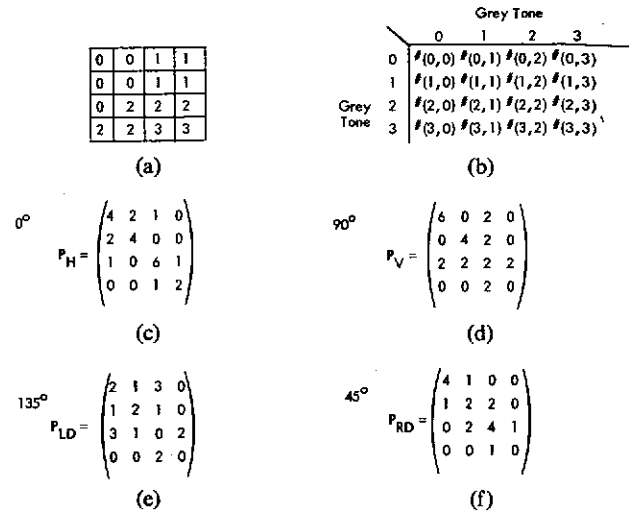 Grey Tone
0 1 2 3
0 #(0,0) #(0,1) #(0,2) #(0,3)
1 #(1,0) #(1,1) #(1,2) #(1,3)
Grey Tone
2 #(2,0) #(2,1) #(2,2) #(2,3)
3 #(3,0) #(3,1) #(3,2) #(3,3)
0 0 1 1
0 0 1 1
0 2 2 2
2 2 3 3
(a)
(b)
0°
P_H =
4 2 1 0
2 4 0 0
1 0 6 1
0 0 1 2
(c)
90°
P_V =
6 0 2 0
0 4 2 0
2 2 2 2
0 0 2 0
(d)
135°
P_LD =
2 1 3 0
1 2 1 0
3 1 0 2
0 0 2 0
(e)
45°
P_RD =
4 1 0 0
1 2 2 0
0 2 4 1
0 0 1 0
(f)